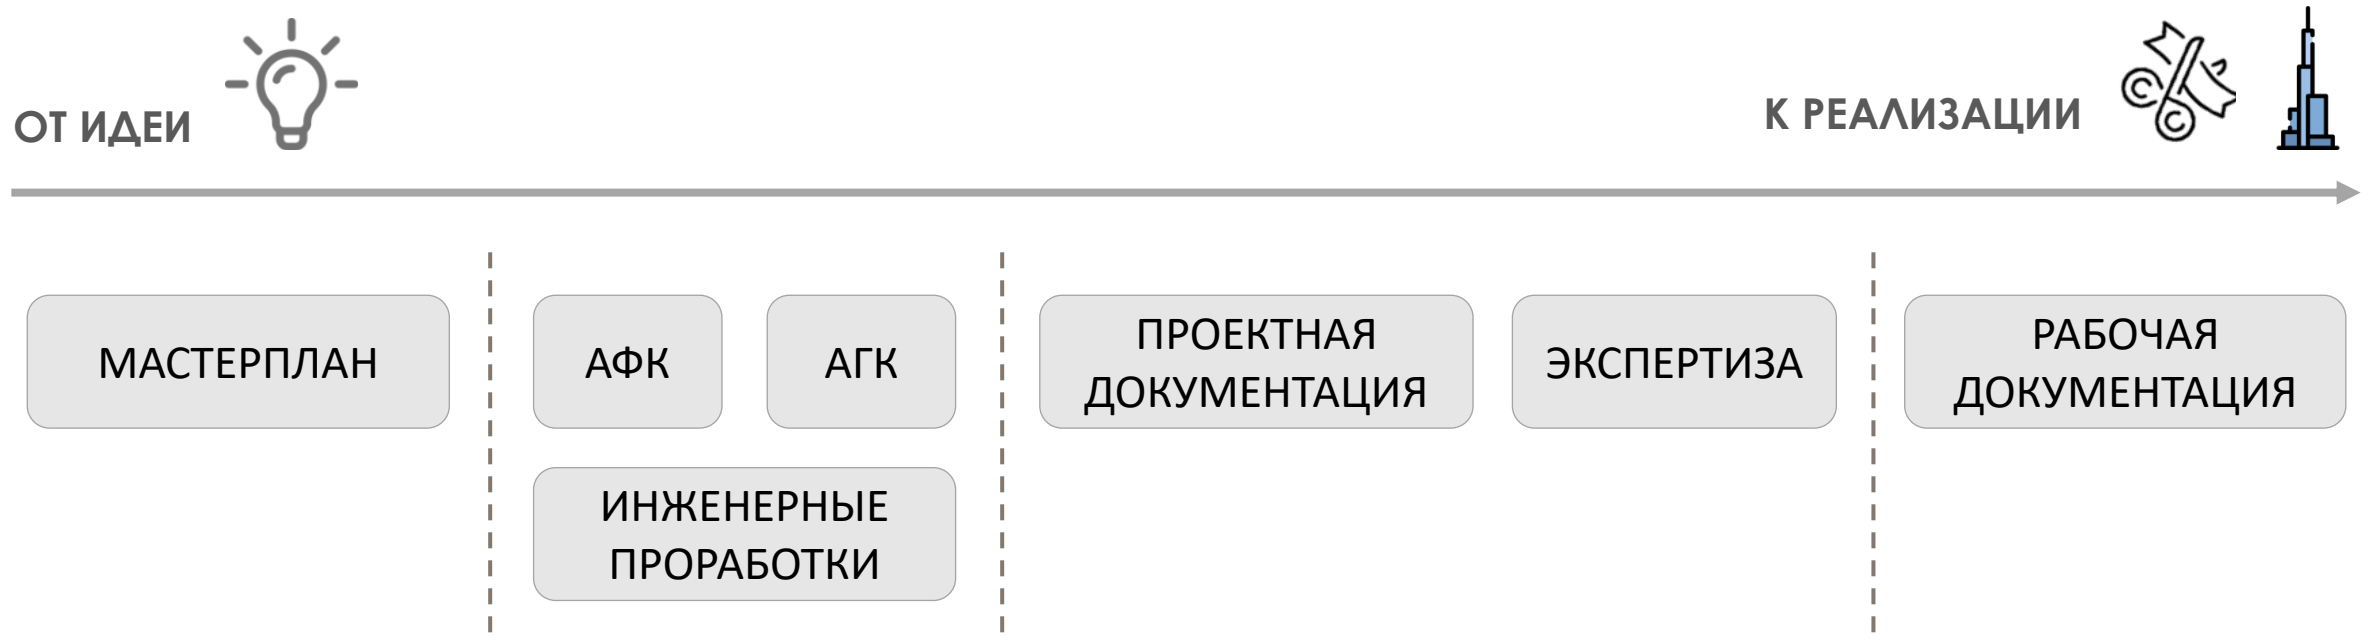 ОТ ИДЕИ
К РЕАЛИЗАЦИИ
МАСТЕРПЛАН
АФК
АГК
ИНЖЕНЕРНЫЕ
ПРОРАБОТКИ
ПРОЕКТНАЯ
ДОКУМЕНТАЦИЯ
ЭКСПЕРТИЗА
РАБОЧАЯ
ДОКУМЕНТАЦИЯ